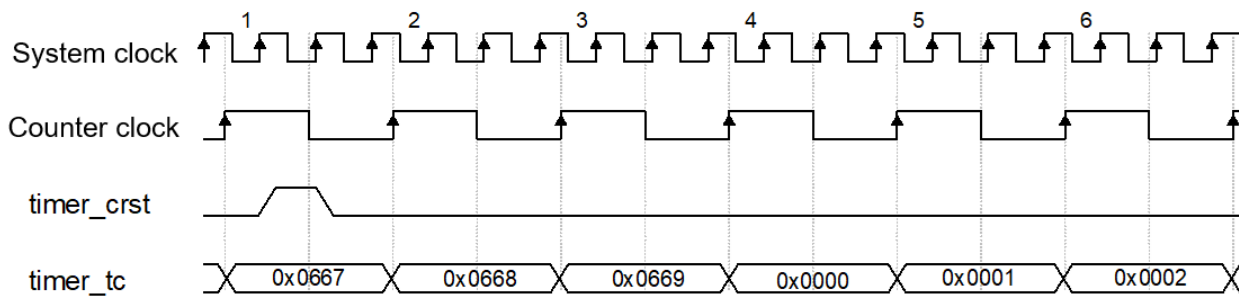 1 2 3 4 5 6
System clock
Counter clock
timer_crst
timer_tc 0x0667 0x0668 0x0669 0x0000 0x0001 0x0002